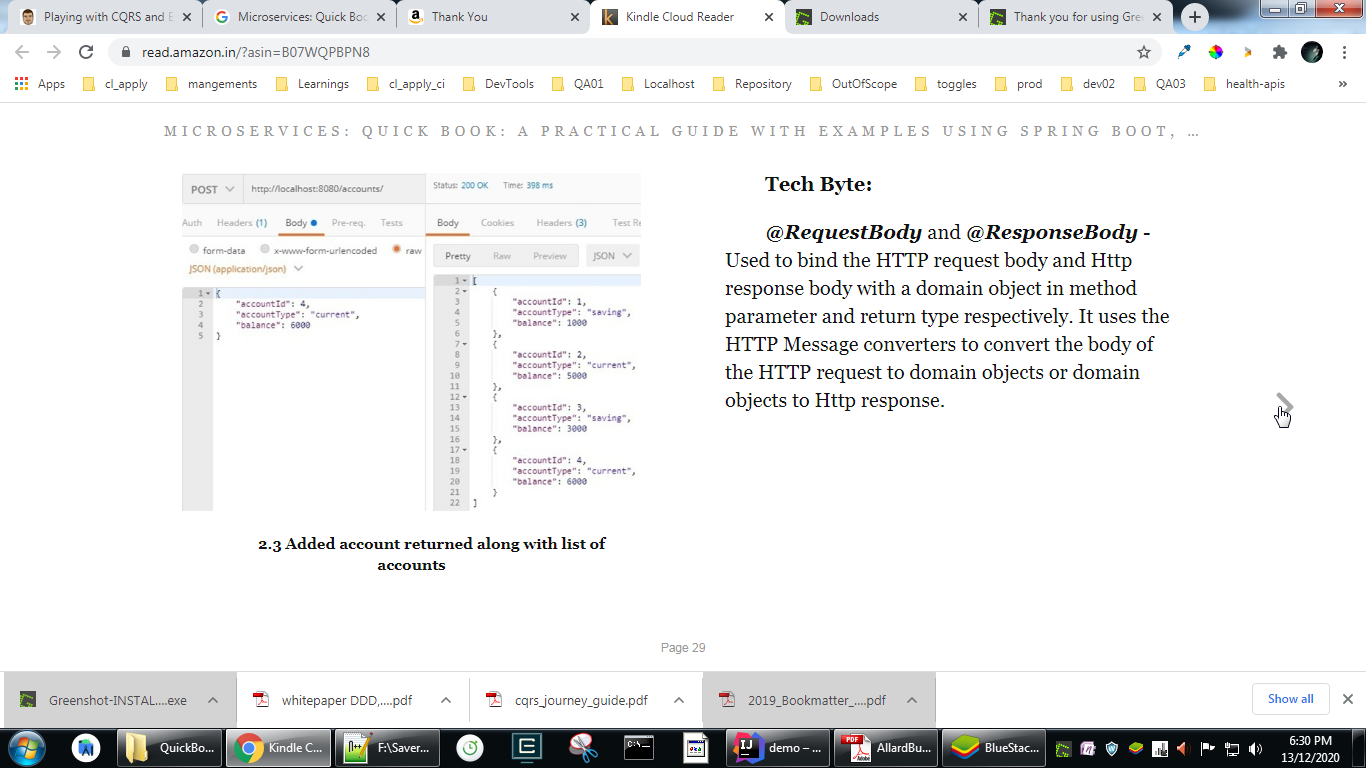 Playing with CQRS and E
Microservices: Quick Boo
Thank You
Kindle Cloud Reader
Downloads
Thank you for using Gre
read.amazon.in/?asin=B07WQPBPN8
Apps cl_apply mangements Learnings cl_apply_ci DevTools QA01 Localhost Repository OutOfScope toggles prod dev02 QA03 health-apis »
MICROSERVICES: QUICK BOOK: A PRACTICAL GUIDE WITH EXAMPLES USING SPRING BOOT, ...
POST http://localhost:8080/accounts/
Auth Headers (1) Body Pre-req. Tests
form-data x-www-form-urlencoded raw
JSON (application/json)
1 {
2 "accountId": 4,
3 "accountType": "current",
4 "balance": 6000
5 }
Status: 200 OK Time: 398 ms
Body Cookies Headers (3) Test Re
Pretty Raw Preview JSON
1 [
2 {
3 "accountId": 1,
4 "accountType": "saving",
5 "balance": 1000
6 },
7 {
8 "accountId": 2,
9 "accountType": "current",
10 "balance": 5000
11 },
12 {
13 "accountId": 3,
14 "accountType": "saving",
15 "balance": 3000
16 },
17 {
18 "accountId": 4,
19 "accountType": "current",
20 "balance": 6000
21 }
22 ]
2.3 Added account returned along with list of
accounts
Tech Byte:
@RequestBody and @ResponseBody -
Used to bind the HTTP request body and Http
response body with a domain object in method
parameter and return type respectively. It uses the
HTTP Message converters to convert the body of
the HTTP request to domain objects or domain
objects to Http response.
Page 29
Greenshot-INSTAL....exe
whitepaper DDD,....pdf
cqrs_journey_guide.pdf
2019_Bookmatter_....pdf
Show all
QuickBo...
Kindle C...
F:\Saver...
demo – ...
AllardBu...
BlueStac...
6:30 PM
13/12/2020